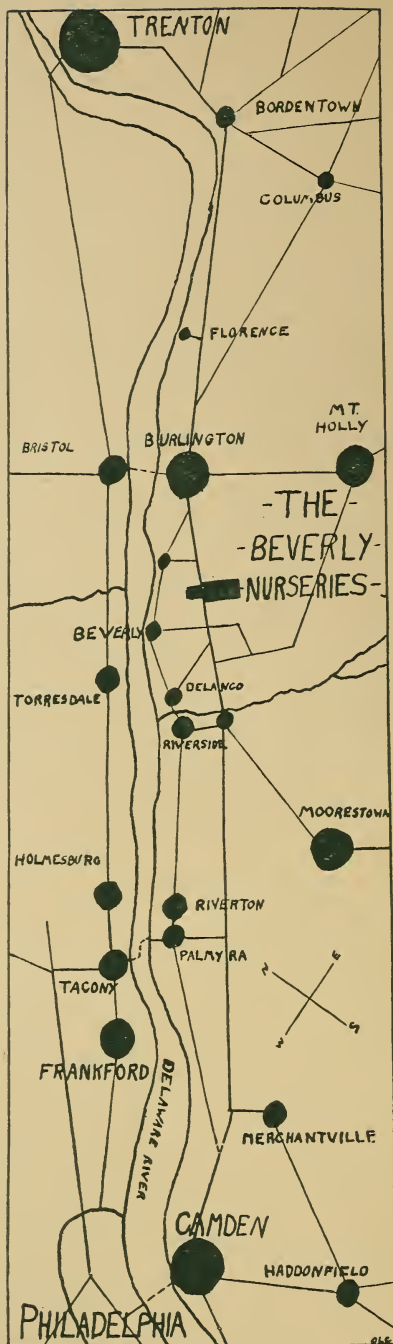 TRENTON
BORDENTOWN
COLUMBUS
FLORENCE
MT.
HOLLY
BRISTOL
BURLINGTON
-THE-
-BEVERLY-
-NURSERIES-
BEVERLY
DELANCO
TORRESDALE
RIVERSIDE
MOORESTOWN
HOLMESBURG
RIVERTON
PALMYRA
N
E
TACONY
W
S
FRANKFORD
DELAWARE RIVER
MERCHANTVILLE
CAMDEN
HADDONFIELD
PHILADELPHIA